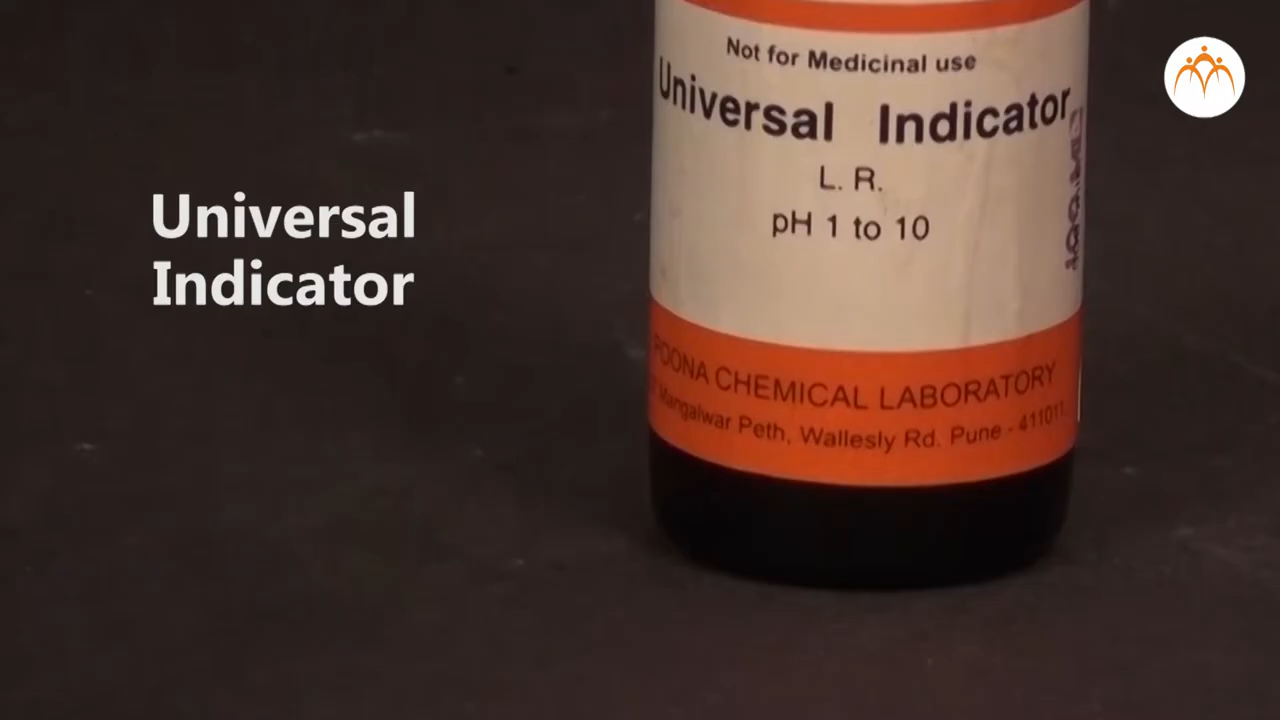 Universal
Indicator
Not for Medicinal use
Universal Indicator
L. R.
pH 1 to 10
POONA CHEMICAL LABORATORY
Mangalwar Peth, Wallesly Rd. Pune - 411011